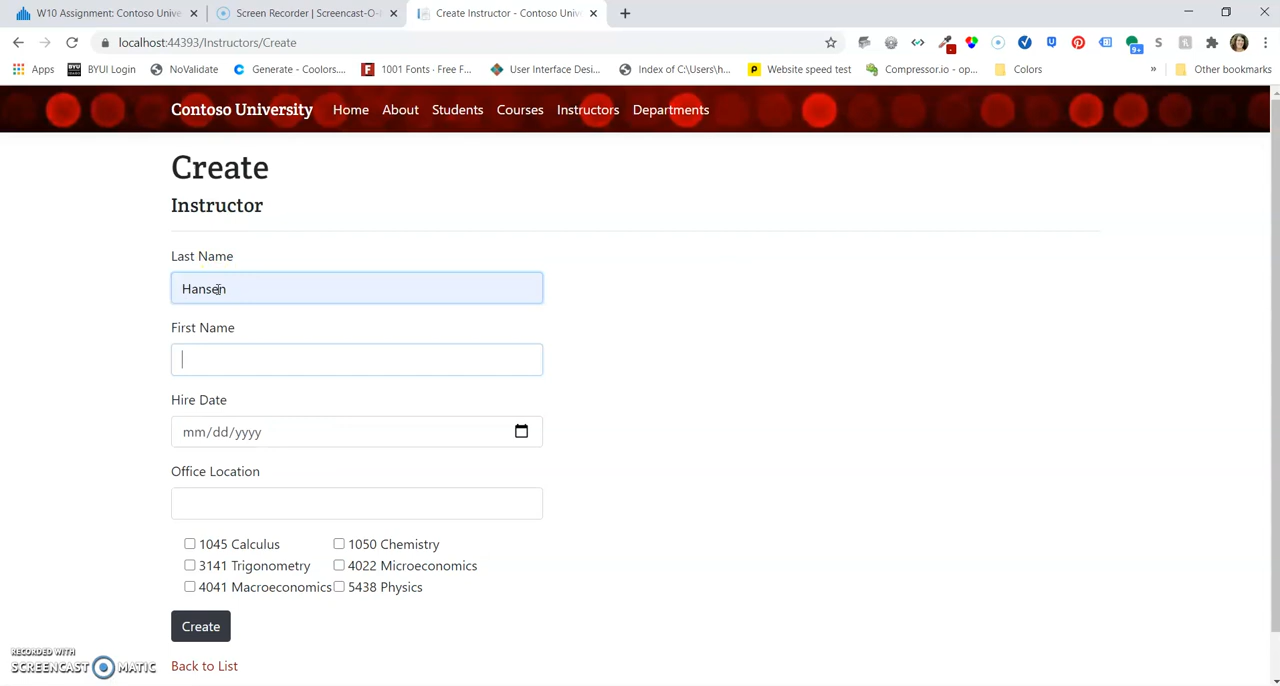 W10 Assignment: Contoso Unive
Screen Recorder | Screencast-O-
Create Instructor - Contoso Univ
localhost:44393/Instructors/Create
9+
S
Apps
BYUI Login
NoValidate
Generate - Coolors....
1001 Fonts · Free F...
User Interface Desi...
Index of C:\Users\h...
Website speed test
Compressor.io - op...
Colors
»
Other bookmarks
Contoso University
Home
About
Students
Courses
Instructors
Departments
Create
Instructor
Last Name
Hansen
First Name
Hire Date
mm/dd/yyyy
Office Location
1045 Calculus
1050 Chemistry
3141 Trigonometry
4022 Microeconomics
4041 Macroeconomics
5438 Physics
Create
Back to List
RECORDED WITH
SCREENCAST MATIC